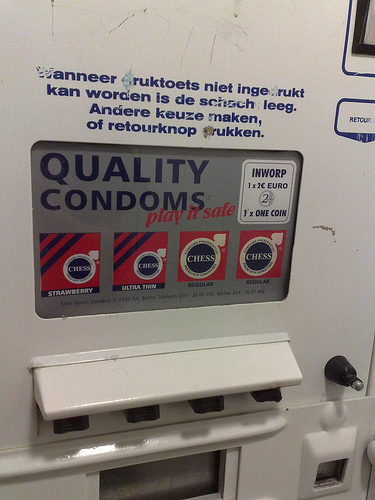 Wanneer druktoets niet ingedrukt
kan worden is de schacht leeg.
Andere keuze maken,
of retourknop drukken.
RETOUR
QUALITY
CONDOMS
play it safe
INWORP
1 x 2€ EURO
2
1 x ONE COIN
CHESS
STRAWBERRY
CHESS
ULTRA THIN
CHESS
REGULAR
CHESS
REGULAR